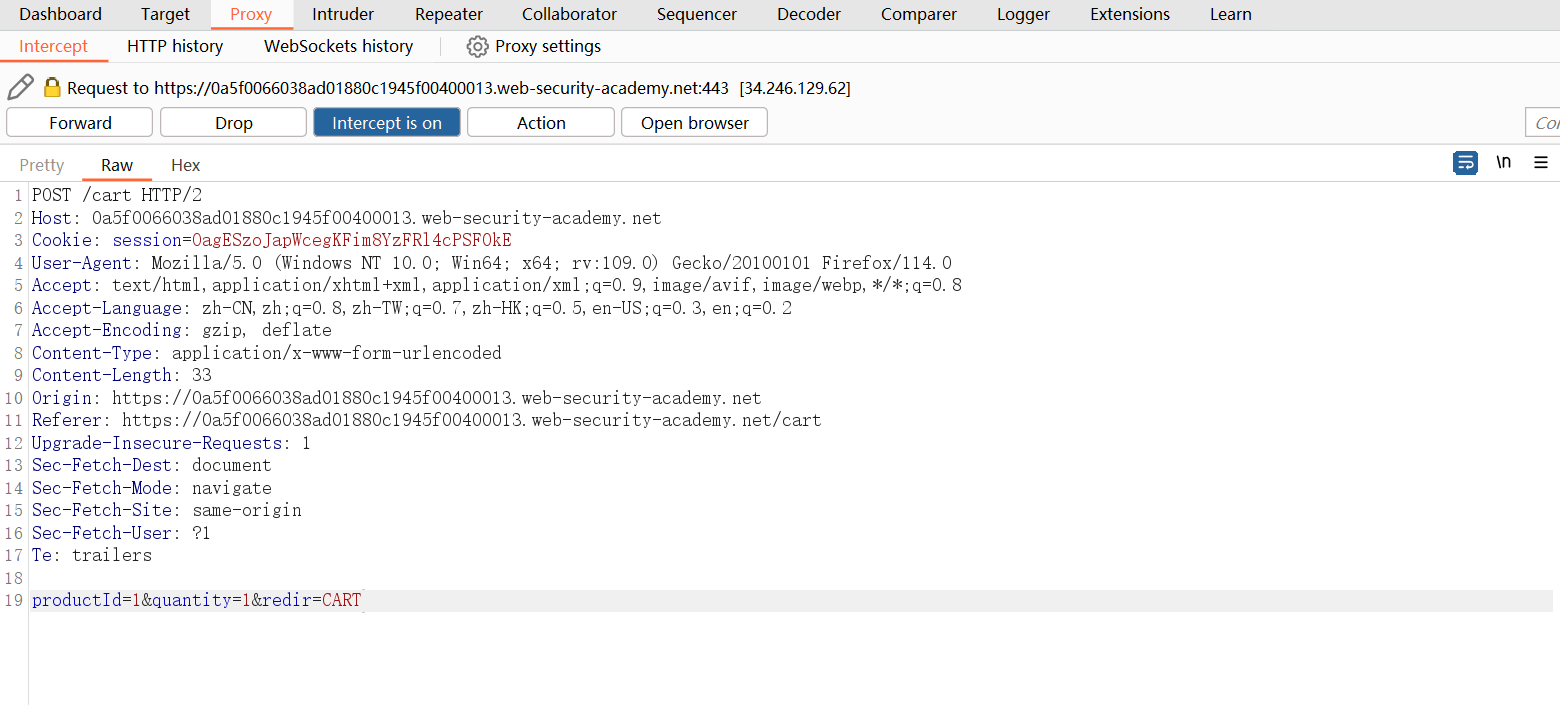 Dashboard Target Proxy Intruder Repeater Collaborator Sequencer Decoder Comparer Logger Extensions Learn
Intercept HTTP history WebSockets history Proxy settings
Request to https://0a5f0066038ad01880c1945f00400013.web-security-academy.net:443 [34.246.129.62]
Forward Drop Intercept is on Action Open browser
Pretty Raw Hex \n
1 POST /cart HTTP/2
2 Host: 0a5f0066038ad01880c1945f00400013.web-security-academy.net
3 Cookie: session=OagESzoJapWcegKFim8YzFRl4cPSFOkE
4 User-Agent: Mozilla/5.0 (Windows NT 10.0; Win64; x64; rv:109.0) Gecko/20100101 Firefox/114.0
5 Accept: text/html,application/xhtml+xml,application/xml;q=0.9,image/avif,image/webp,*/*;q=0.8
6 Accept-Language: zh-CN,zh;q=0.8,zh-TW;q=0.7,zh-HK;q=0.5,en-US;q=0.3,en;q=0.2
7 Accept-Encoding: gzip, deflate
8 Content-Type: application/x-www-form-urlencoded
9 Content-Length: 33
10 Origin: https://0a5f0066038ad01880c1945f00400013.web-security-academy.net
11 Referer: https://0a5f0066038ad01880c1945f00400013.web-security-academy.net/cart
12 Upgrade-Insecure-Requests: 1
13 Sec-Fetch-Dest: document
14 Sec-Fetch-Mode: navigate
15 Sec-Fetch-Site: same-origin
16 Sec-Fetch-User: ?1
17 Te: trailers
18
19 productId=1&quantity=1&redir=CART